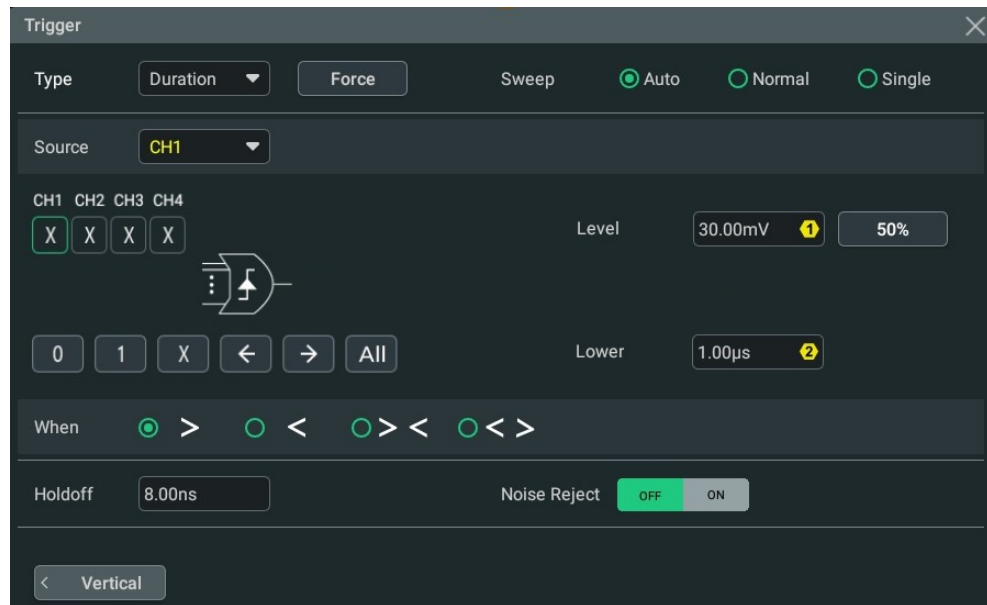 Trigger
Type Duration Force Sweep Auto Normal Single
Source CH1
CH1 CH2 CH3 CH4
X X X X Level 30.00mV 1 50%
0 1 X ← → All Lower 1.00µs 2
When > < > < < >
Holdoff 8.00ns Noise Reject OFF ON
< Vertical